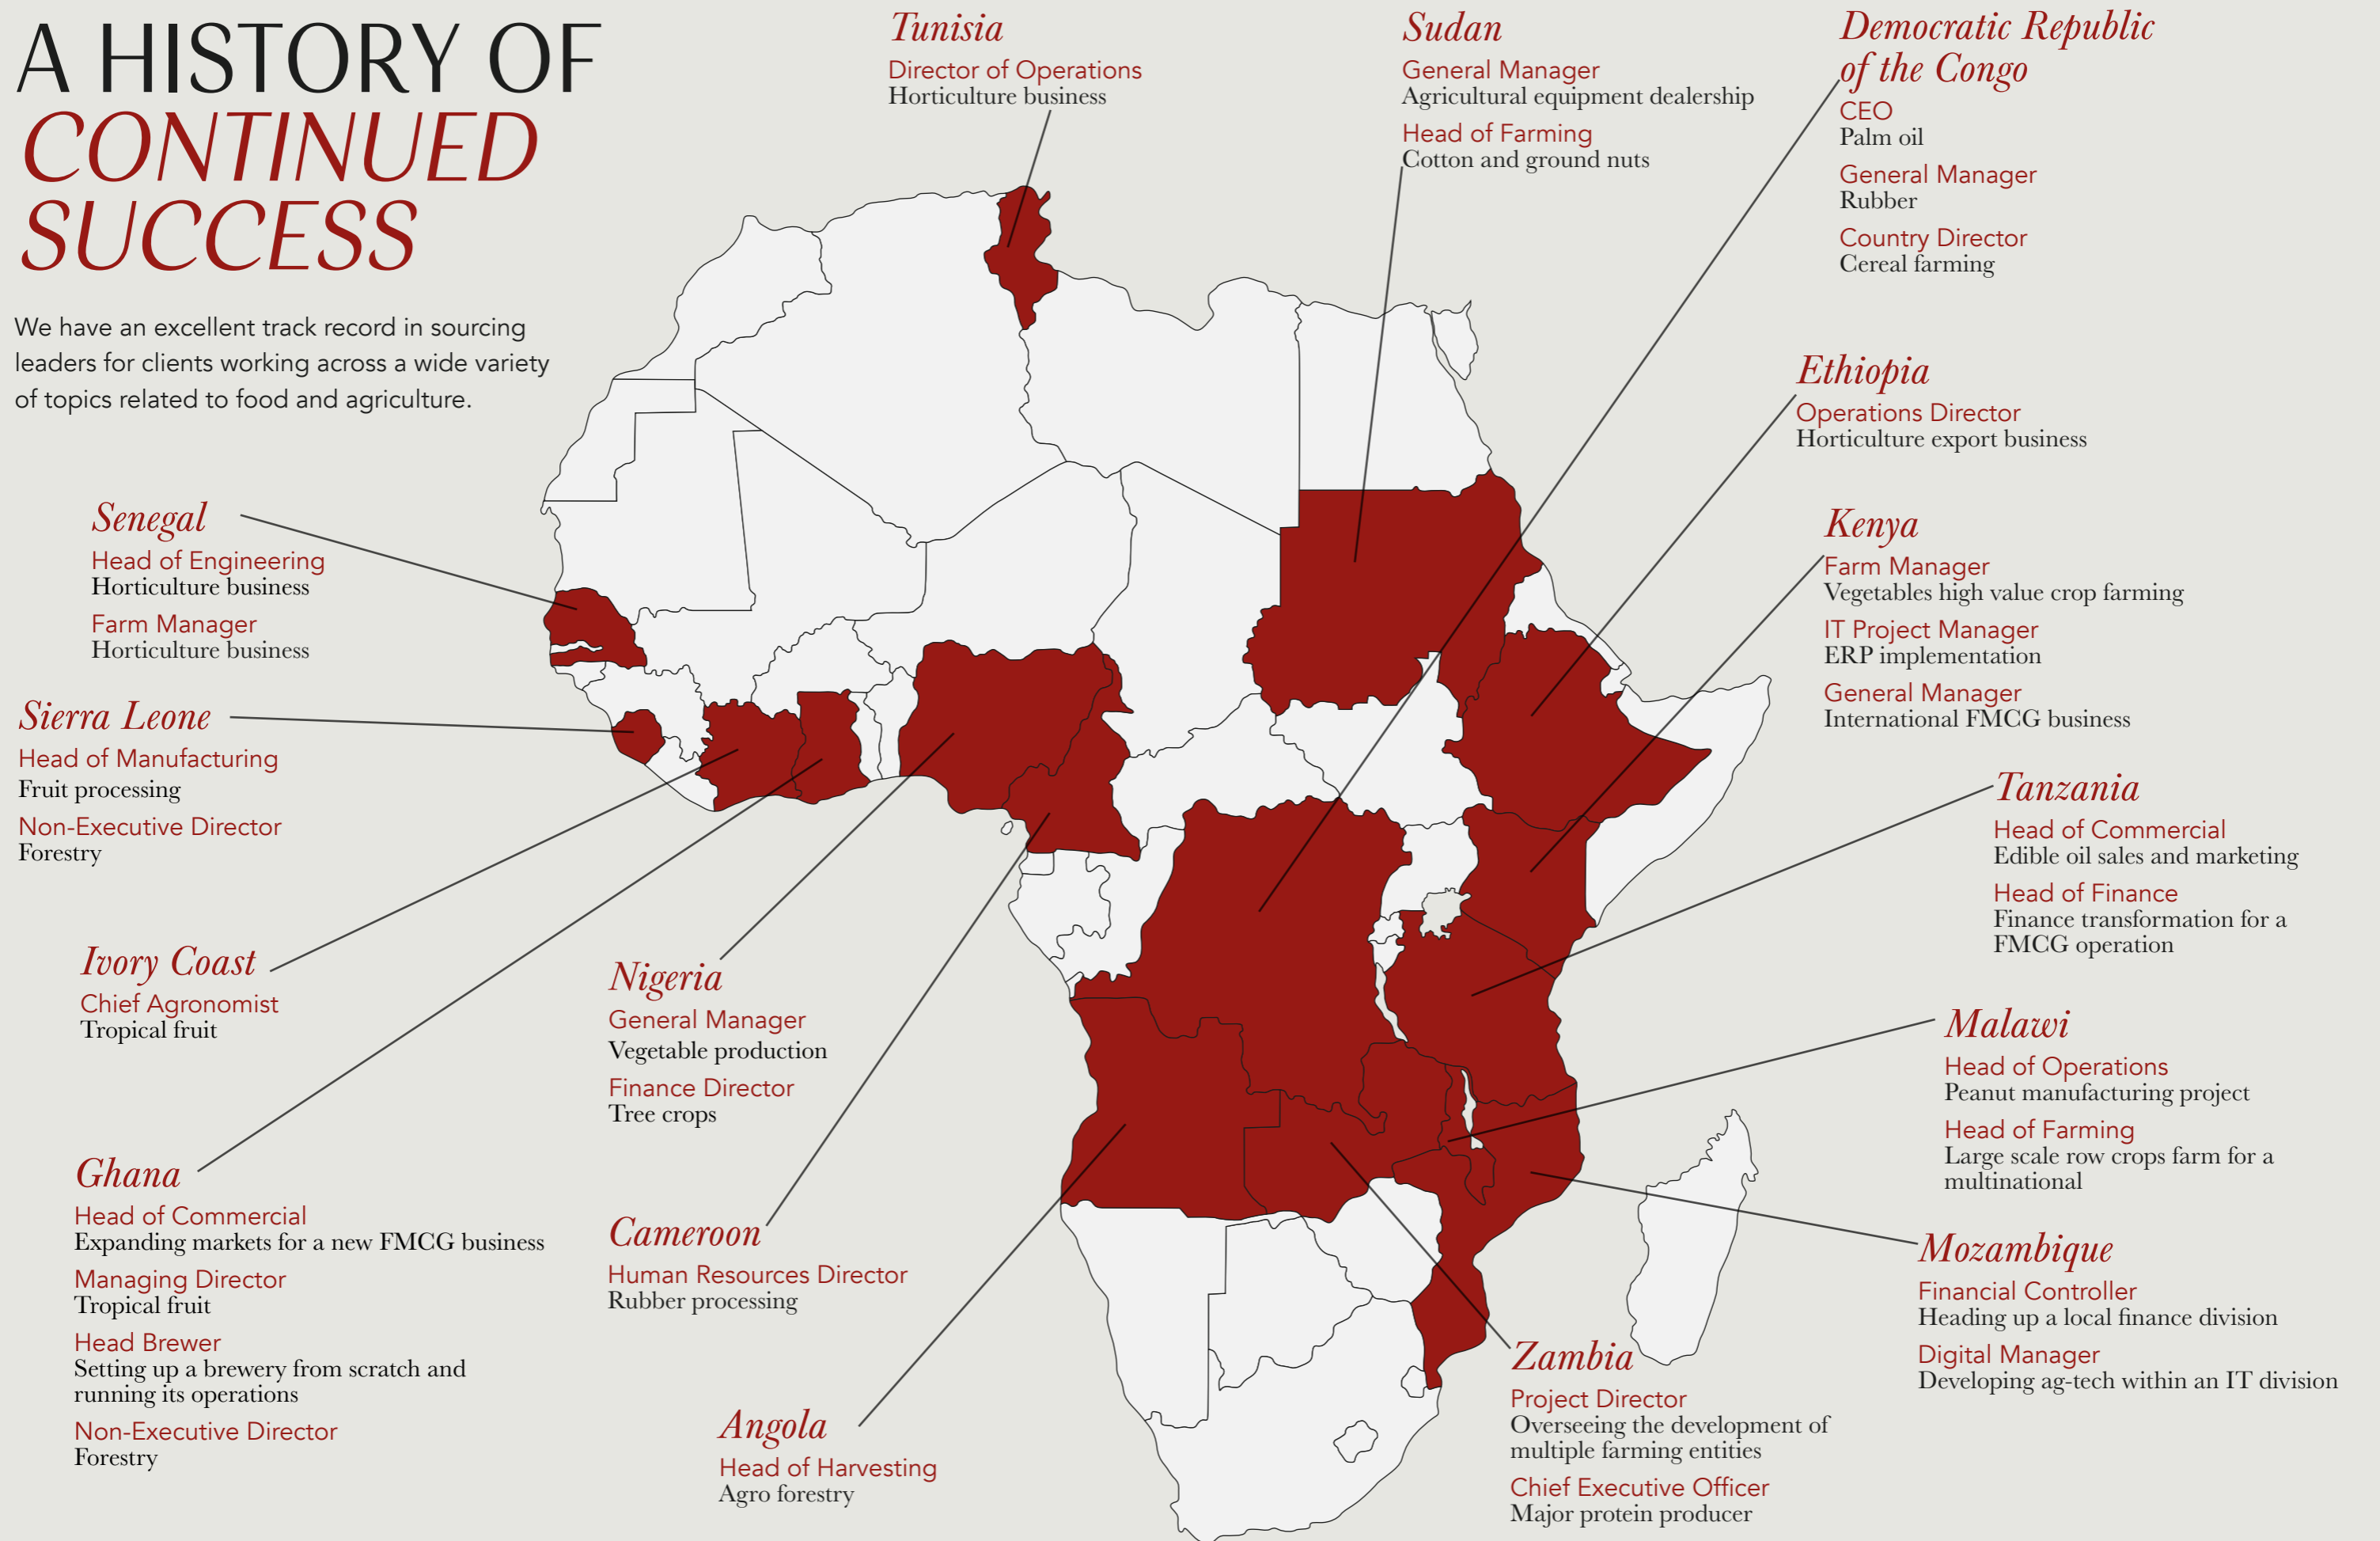 A HISTORY OF
CONTINUED
SUCCESS
We have an excellent track record in sourcing
leaders for clients working across a wide variety
of topics related to food and agriculture.
Tunisia
Director of Operations
Horticulture business
Sudan
General Manager
Agricultural equipment dealership
Head of Farming
Cotton and ground nuts
Democratic Republic
of the Congo
CEO
Palm oil
General Manager
Rubber
Country Director
Cereal farming
Ethiopia
Operations Director
Horticulture export business
Kenya
Farm Manager
Vegetables high value crop farming
IT Project Manager
ERP implementation
General Manager
International FMCG business
Tanzania
Head of Commercial
Edible oil sales and marketing
Head of Finance
Finance transformation for a
FMCG operation
Malawi
Head of Operations
Peanut manufacturing project
Head of Farming
Large scale row crops farm for a
multinational
Mozambique
Financial Controller
Heading up a local finance division
Digital Manager
Developing ag-tech within an IT division
Zambia
Project Director
Overseeing the development of
multiple farming entities
Chief Executive Officer
Major protein producer
Senegal
Head of Engineering
Horticulture business
Farm Manager
Horticulture business
Sierra Leone
Head of Manufacturing
Fruit processing
Non-Executive Director
Forestry
Ivory Coast
Chief Agronomist
Tropical fruit
Ghana
Head of Commercial
Expanding markets for a new FMCG business
Managing Director
Tropical fruit
Head Brewer
Setting up a brewery from scratch and
running its operations
Non-Executive Director
Forestry
Nigeria
General Manager
Vegetable production
Finance Director
Tree crops
Cameroon
Human Resources Director
Rubber processing
Angola
Head of Harvesting
Agro forestry